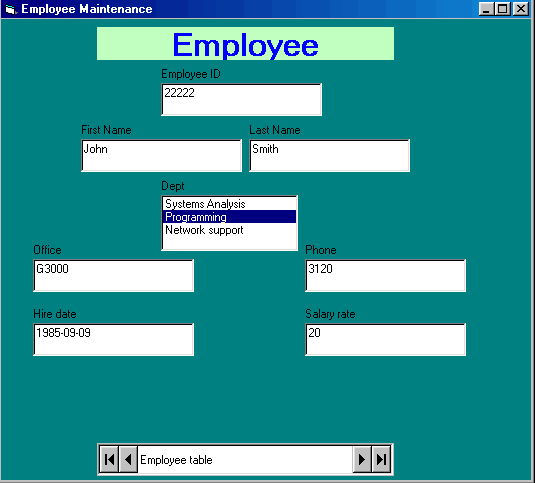 Employee Maintenance
Employee
Employee ID
22222
First Name
Last Name
John
Smith
Dept
Systems Analysis
Programming
Network support
Office
Phone
G3000
3120
Hire date
Salary rate
1985-09-09
20
Employee table